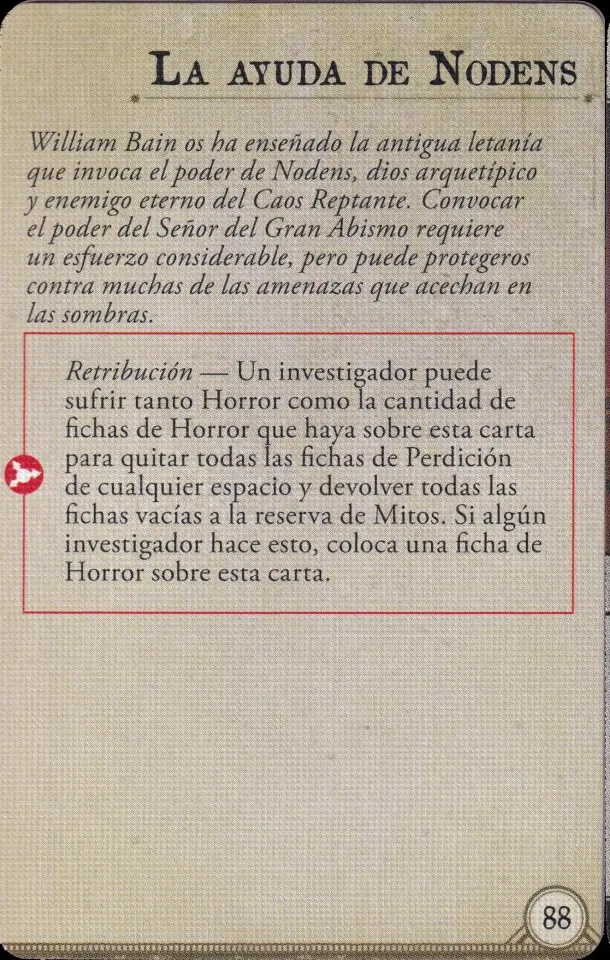 La ayuda de Nodens
William Bain os ha enseñado la antigua letanía
que invoca el poder de Nodens, dios arquetípico
y enemigo eterno del Caos Reptante. Convocar
el poder del Señor del Gran Abismo requiere
un esfuerzo considerable, pero puede protegeros
contra muchas de las amenazas que acechan en
las sombras.
Retribución — Un investigador puede
sufrir tanto Horror como la cantidad de
fichas de Horror que haya sobre esta carta
para quitar todas las fichas de Perdición
de cualquier espacio y devolver todas las
fichas vacías a la reserva de Mitos. Si algún
investigador hace esto, coloca una ficha de
Horror sobre esta carta.
88